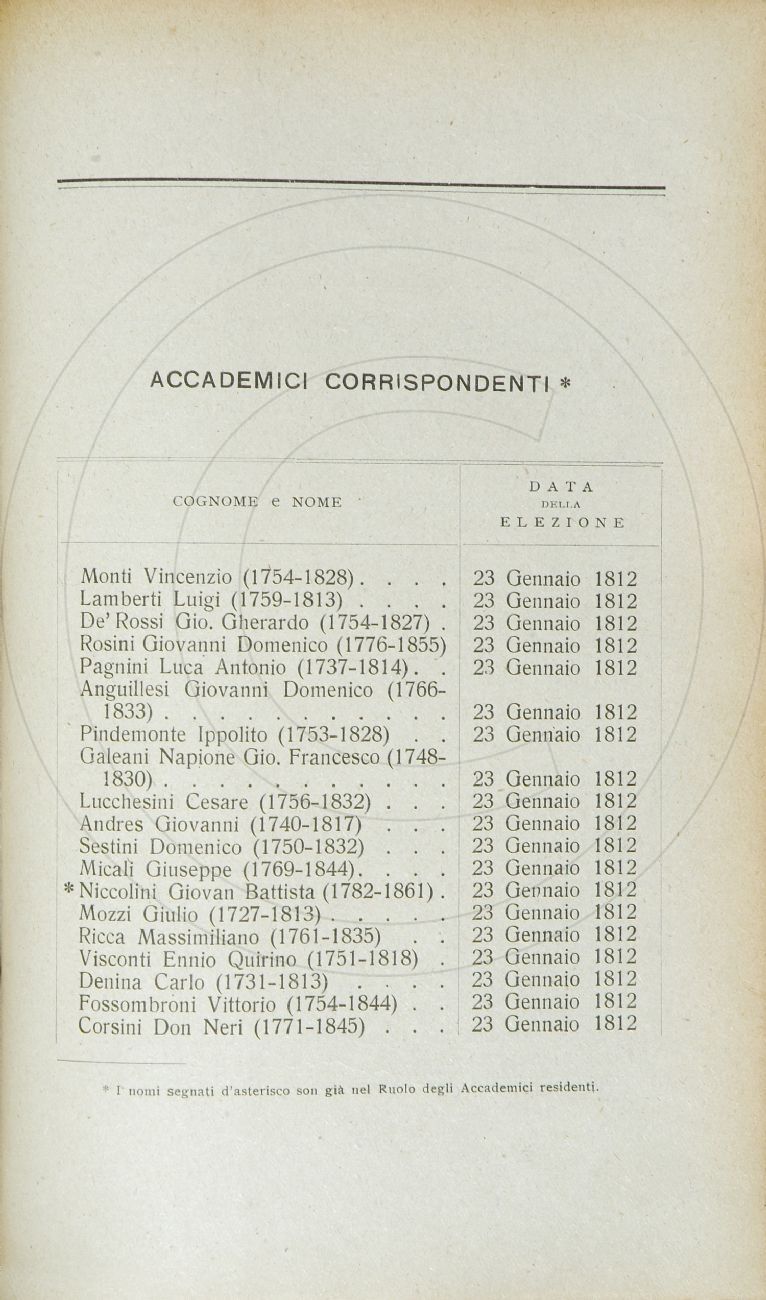 ACCADEMICI CORRISPONDENTI *
COGNOME e NOME
DATA
DELLA
ELEZIONE
Monti Vincenzio (1754-1828) . . . . 23 Gennaio 1812
Lamberti Luigi (1759-1813) . . . . 23 Gennaio 1812
De' Rossi Gio. Gherardo (1754-1827) . 23 Gennaio 1812
Rosini Giovanni Domenico (1776-1855) 23 Gennaio 1812
Pagnini Luca Antonio (1737-1814) . . 23 Gennaio 1812
Anguillesi Giovanni Domenico (1766-
1833) . . . . . . . . . . . 23 Gennaio 1812
Pindemonte Ippolito (1753-1828) . . 23 Gennaio 1812
Galeani Napione Gio. Francesco (1748-
1830) . . . . . . . . . . . 23 Gennaio 1812
Lucchesini Cesare (1756-1832) . . . 23 Gennaio 1812
Andres Giovanni (1740-1817) . . . 23 Gennaio 1812
Sestini Domenico (1750-1832) . . . 23 Gennaio 1812
Micali Giuseppe (1769-1844) . . . . 23 Gennaio 1812
* Niccolini Giovan Battista (1782-1861) . 23 Gennaio 1812
Mozzi Giulio (1727-1813) . . . . . 23 Gennaio 1812
Ricca Massimiliano (1761-1835) . . 23 Gennaio 1812
Visconti Ennio Quirino (1751-1818) . 23 Gennaio 1812
Denina Carlo (1731-1813) . . . . 23 Gennaio 1812
Fossombroni Vittorio (1754-1844) . . 23 Gennaio 1812
Corsini Don Neri (1771-1845) . . . 23 Gennaio 1812
* I nomi segnati d'asterisco son già nel Ruolo degli Accademici residenti.